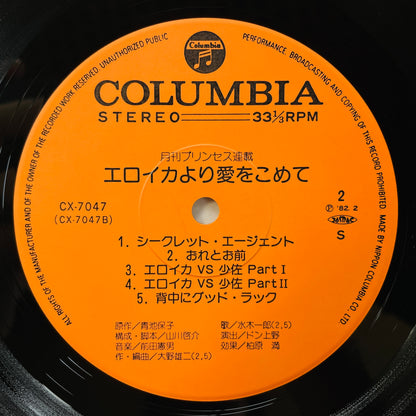 ALL RIGHTS OF THE MANUFACTURER AND OF THE OWNER OF THE RECORDED WORK RESERVED. UNAUTHORIZED PUBLIC PERFORMANCE, BROADCASTING AND COPYING OF THIS RECORD PROHIBITED MADE BY NIPPON COLUMBIA CO., LTD.
Columbia
COLUMBIA
STEREO 33⅓RPM
月刊プリンセス連載
エロイカより愛をこめて
CX-7047
(CX-7047B)
2
Ⓟ '82. 2
S
1. シークレット・エージェント
2. おれとお前
3. エロイカ VS 少佐 Part I
4. エロイカ VS 少佐 Part II
5. 背中にグッド・ラック
原作/青池保子 歌/水木一郎(2,5)
構成・脚本/山川啓介 演出/ドン上野
音楽/前田憲男 効果/柏原 満
作・編曲/大野雄二(2,5)